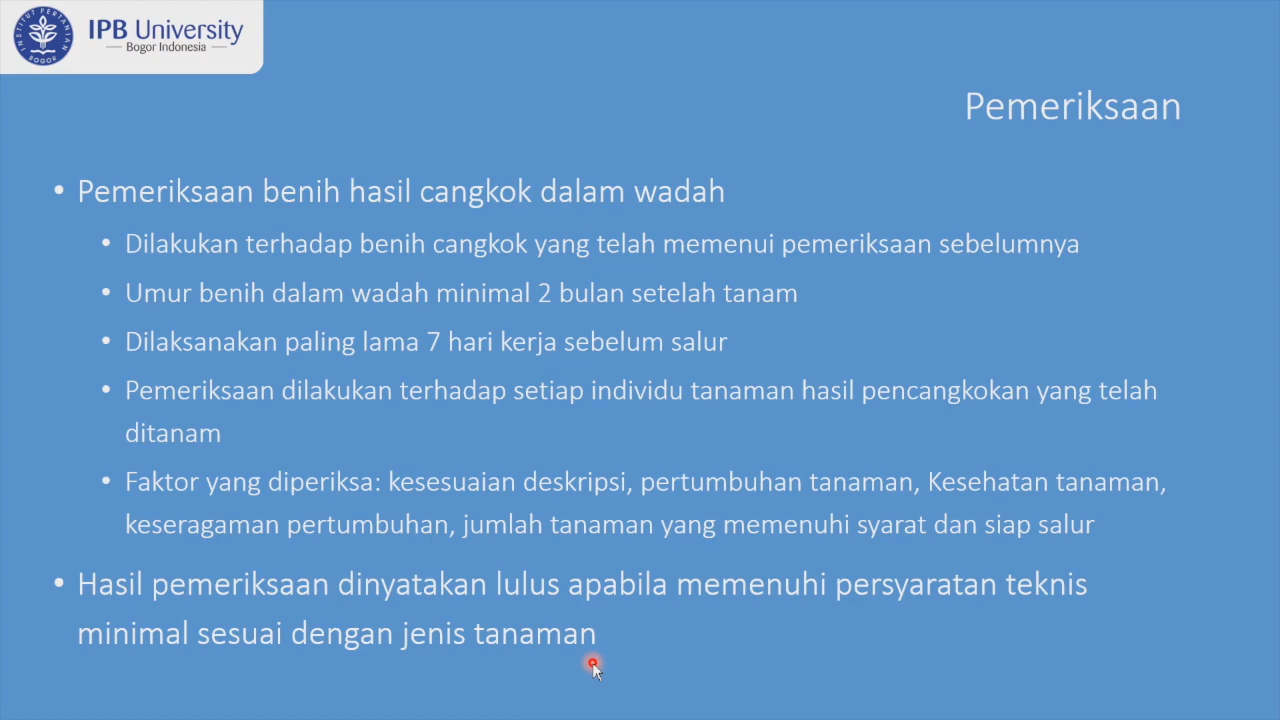 INSTITUT PERTANIAN
BOGOR
IPB University
Bogor Indonesia
Pemeriksaan
• Pemeriksaan benih hasil cangkok dalam wadah
• Dilakukan terhadap benih cangkok yang telah memenui pemeriksaan sebelumnya
• Umur benih dalam wadah minimal 2 bulan setelah tanam
• Dilaksanakan paling lama 7 hari kerja sebelum salur
• Pemeriksaan dilakukan terhadap setiap individu tanaman hasil pencangkokan yang telah
ditanam
• Faktor yang diperiksa: kesesuaian deskripsi, pertumbuhan tanaman, Kesehatan tanaman,
keseragaman pertumbuhan, jumlah tanaman yang memenuhi syarat dan siap salur
• Hasil pemeriksaan dinyatakan lulus apabila memenuhi persyaratan teknis
minimal sesuai dengan jenis tanaman